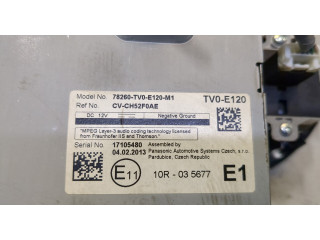 Model No. 78260-TV0-E120-M1
Ref No. CV-CH52F0AE
TV0-E120
DC 12V Negative Ground
"MPEG Layer-3 audio coding technology licensed
from Fraunhofer IIS and Thomson."
Serial No. 17105480
04.02.2013
Assembled by
Panasonic Automotive Systems Czech, s.r.o.
Pardubice, Czech Republic
E11
10R - 03 5677
E1